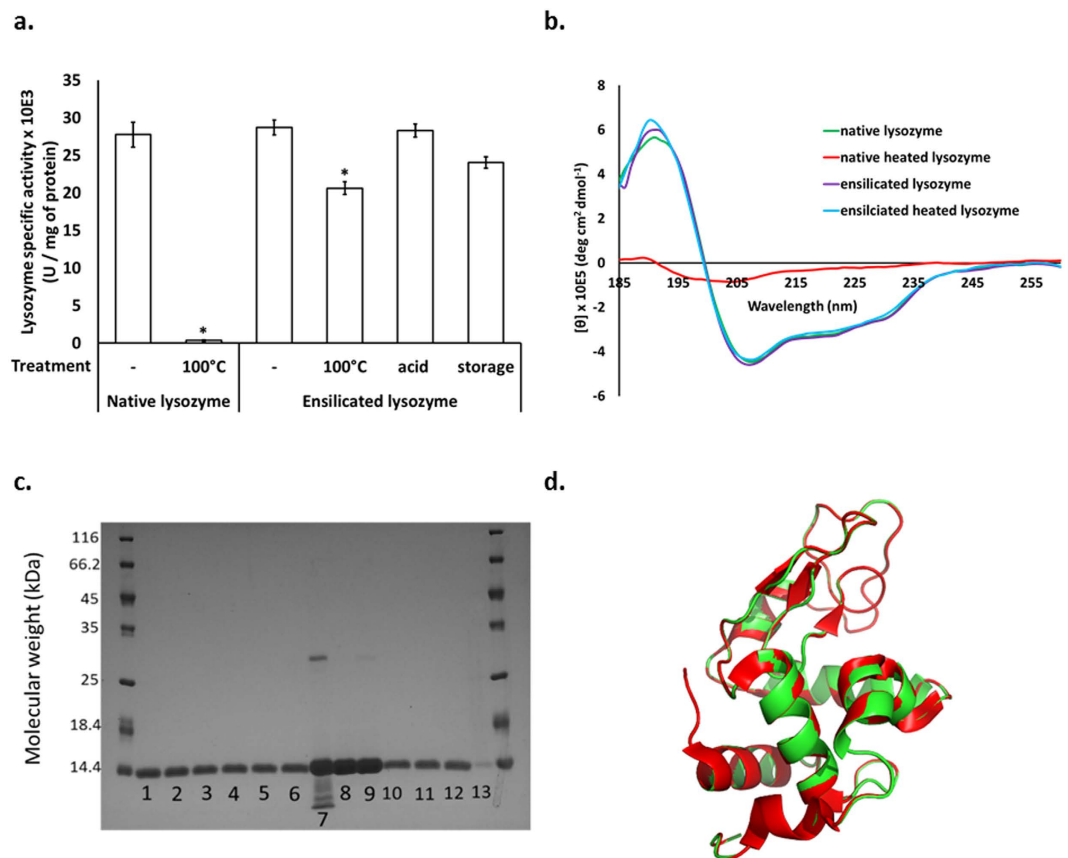 a.
Lysozyme specific activity x 10E3
(U / mg of protein)
35
30
25
20
15
10
5
0
*
*
Treatment
- 100°C - 100°C acid storage
Native lysozyme Ensilicated lysozyme
b.
[θ] x 10E5 (deg cm² dmol⁻¹)
8
6
4
2
0
-2
-4
-6
185 195 205 215 225 235 245 255
Wavelength (nm)
native lysozyme
native heated lysozyme
ensilicated lysozyme
ensilciated heated lysozyme
c.
Molecular weight (kDa)
116
66.2
45
35
25
18.4
14.4
1 2 3 4 5 6 7 8 9 10 11 12 13
d.